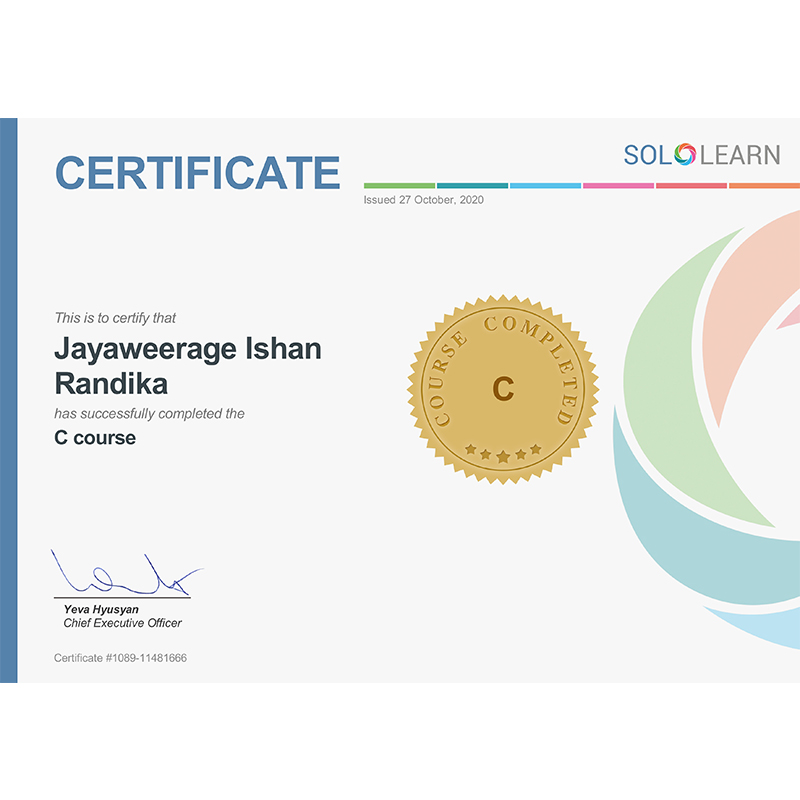 CERTIFICATE
SOLOLEARN
Issued 27 October, 2020
This is to certify that
Jayaweerage Ishan
Randika
has successfully completed the
C course
COURSE COMPLETED
C
Yeva Hyusyan
Chief Executive Officer
Certificate #1089-11481666